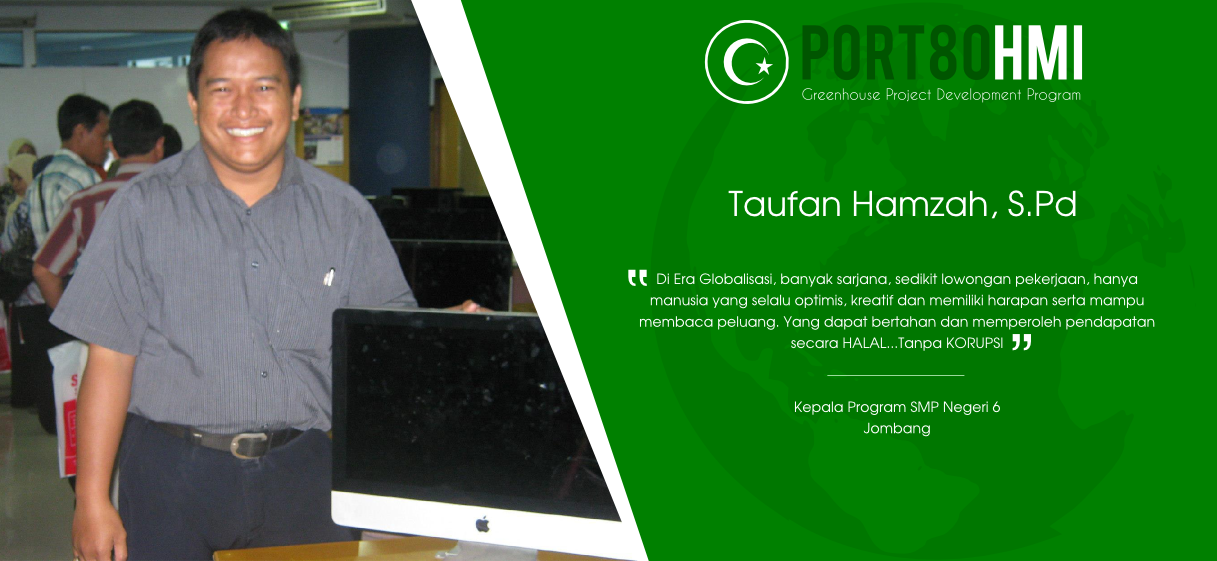 PORT80HMI
Greenhouse Project Development Program
Taufan Hamzah, S.Pd
" Di Era Globalisasi, banyak sarjana, sedikit lowongan pekerjaan, hanya
manusia yang selalu optimis, kreatif dan memiliki harapan serta mampu
membaca peluang. Yang dapat bertahan dan memperoleh pendapatan
secara HALAL...Tanpa KORUPSI "
Kepala Program SMP Negeri 6
Jombang